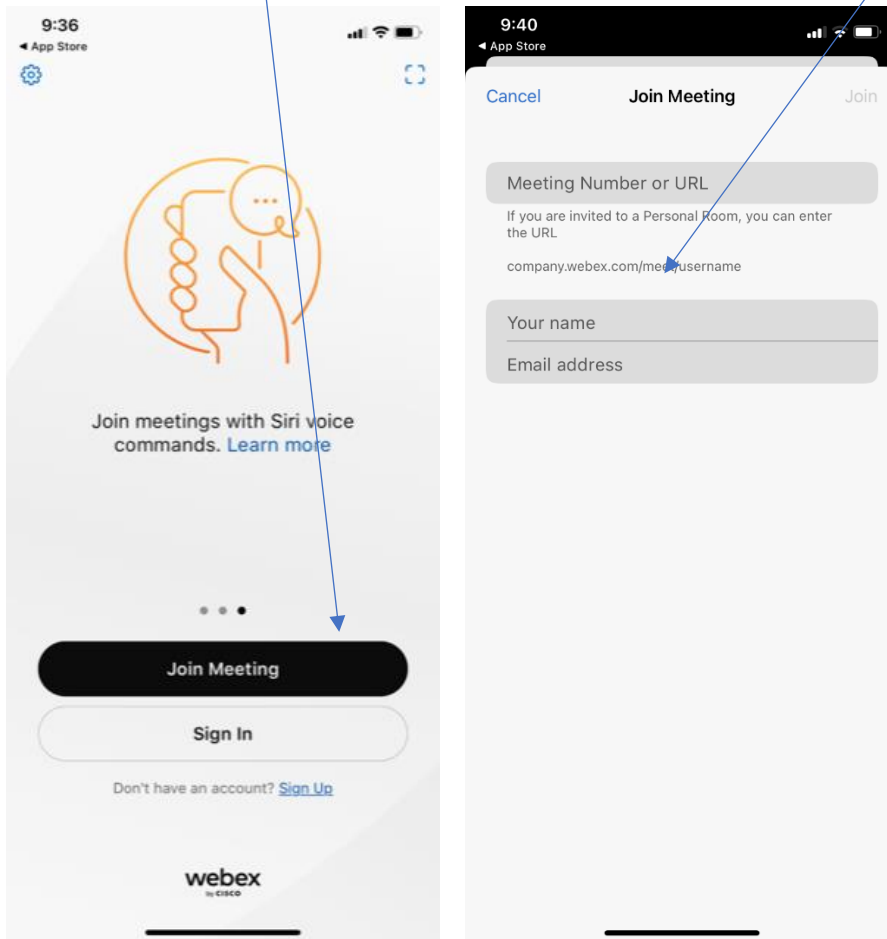 9:36
App Store
Join meetings with Siri voice
commands. Learn more
Join Meeting
Sign In
Don't have an account? Sign Up
webex
by CISCO
9:40
App Store
Cancel
Join Meeting
Join
Meeting Number or URL
If you are invited to a Personal Room, you can enter
the URL
company.webex.com/meet/username
Your name
Email address